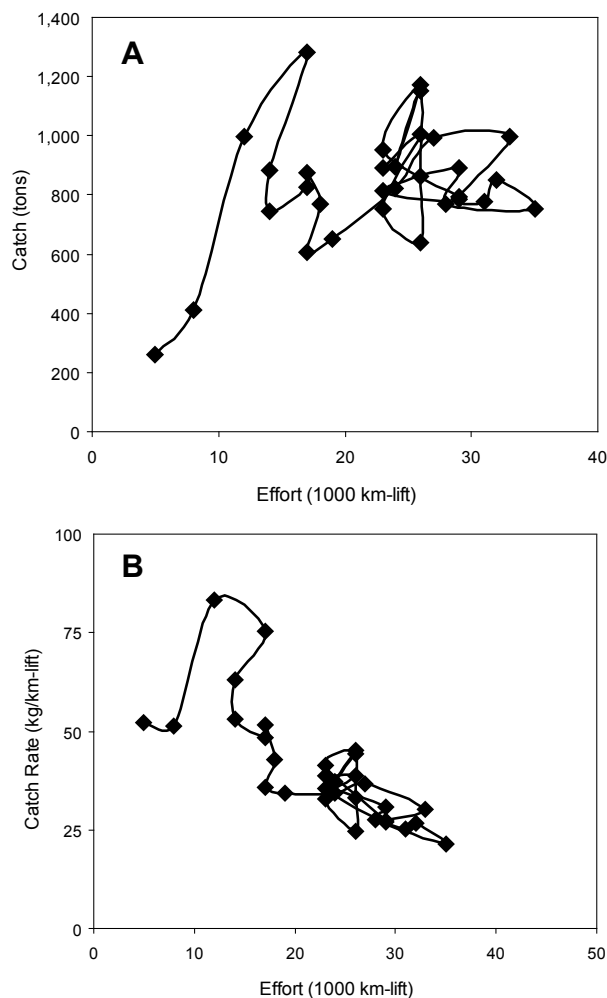 A
1,400
1,200
1,000
800
600
400
200
0
Catch (tons)
0 10 20 30 40
Effort (1000 km-lift)
B
100
75
50
25
0
Catch Rate (kg/km-lift)
0 10 20 30 40 50
Effort (1000 km-lift)